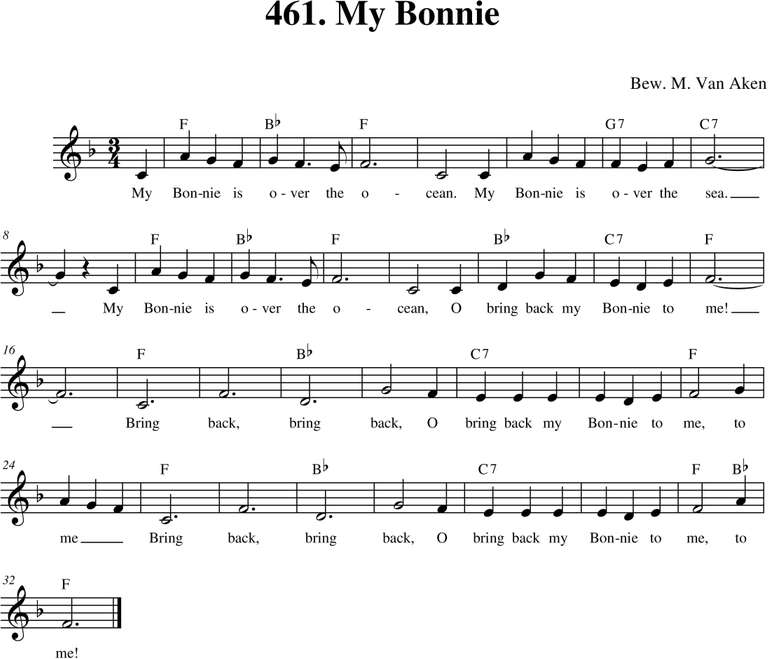 461. My Bonnie
Bew. M. Van Aken
F B♭ F G7 C7
3
4
My Bon-nie is o - ver the o - cean. My Bon-nie is o - ver the sea.
8
F B♭ F B♭ C7 F
My Bon-nie is o - ver the o - cean, O bring back my Bon-nie to me!
16
F B♭ C7 F
Bring back, bring back, O bring back my Bon-nie to me, to
24
F B♭ C7 F B♭
me Bring back, bring back, O bring back my Bon-nie to me, to
32
F
me!